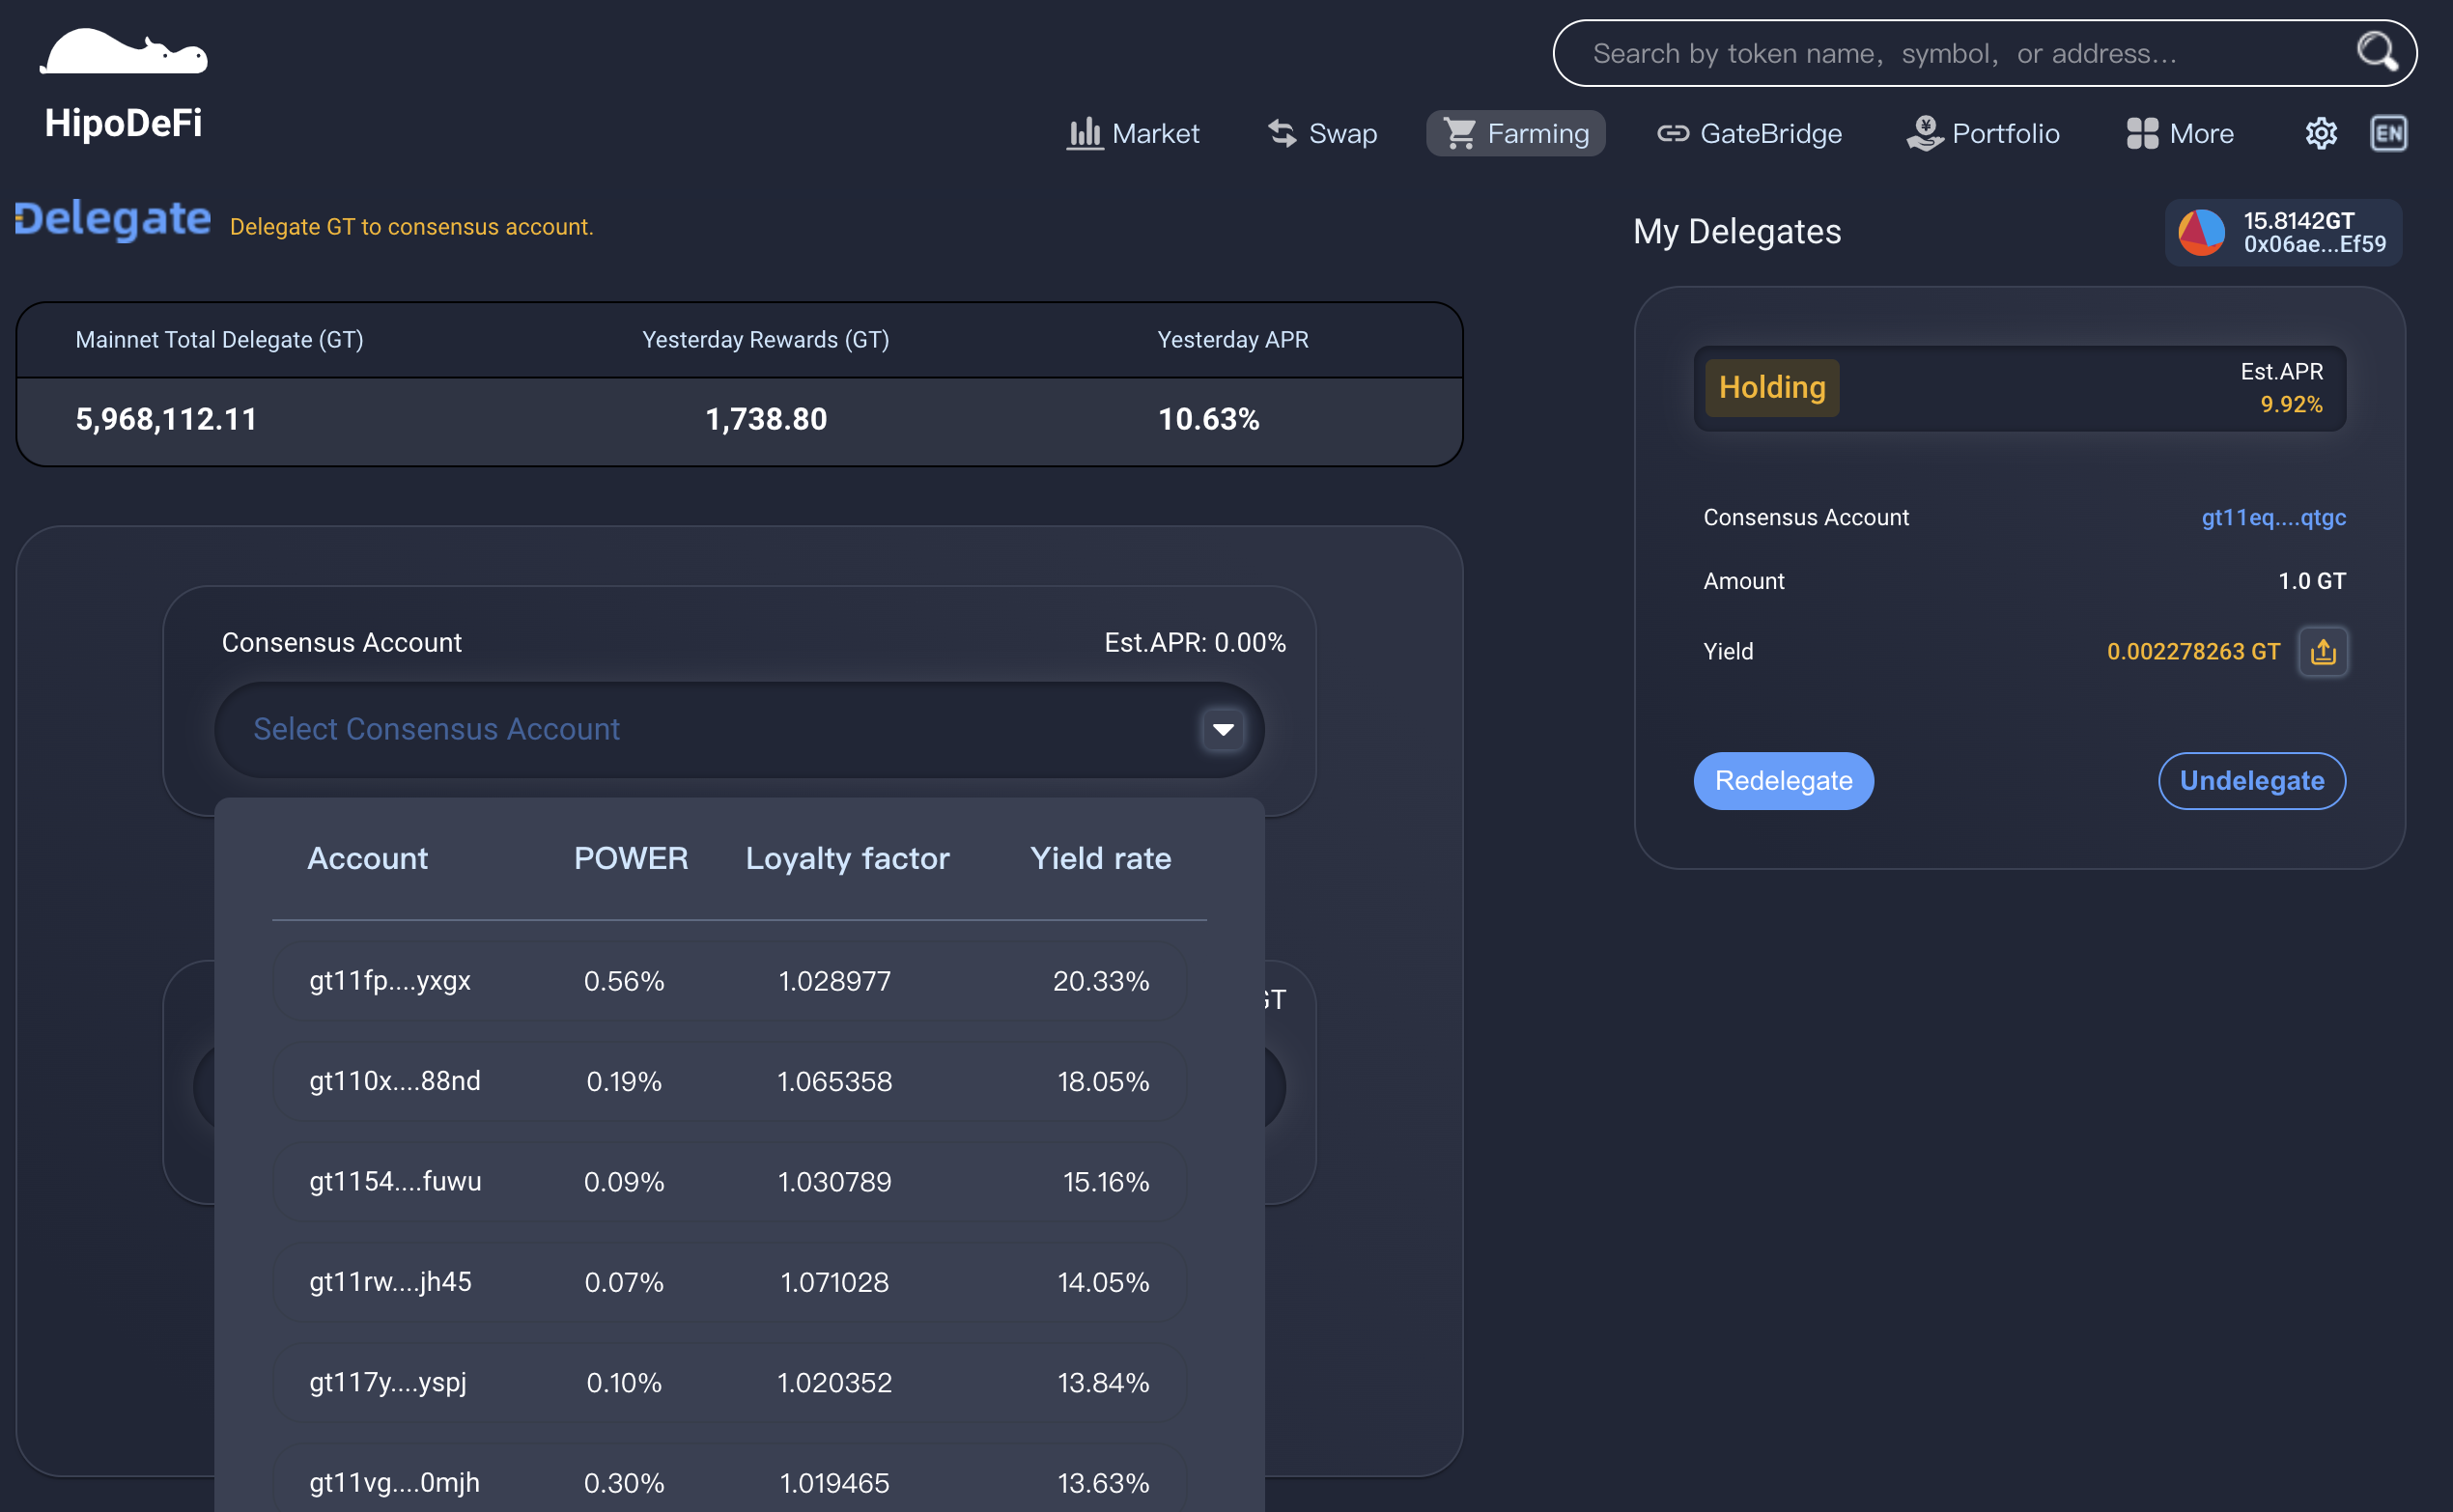 Search by token name, symbol, or address...
HipoDeFi
Market
Swap
Farming
GateBridge
Portfolio
More
EN
Delegate
Delegate GT to consensus account.
My Delegates
15.8142GT
0x06ae...Ef59
Mainnet Total Delegate (GT)
Yesterday Rewards (GT)
Yesterday APR
5,968,112.11
1,738.80
10.63%
Holding
Est.APR
9.92%
Consensus Account
gt11eq....qtgc
Amount
1.0 GT
Yield
0.002278263 GT
Redelegate
Undelegate
Consensus Account
Est.APR: 0.00%
Select Consensus Account
Account POWER Loyalty factor Yield rate
gt11fp....yxgx 0.56% 1.028977 20.33%
gt110x....88nd 0.19% 1.065358 18.05%
gt1154....fuwu 0.09% 1.030789 15.16%
gt11rw....jh45 0.07% 1.071028 14.05%
gt117y....yspj 0.10% 1.020352 13.84%
gt11vg....0mjh 0.30% 1.019465 13.63%